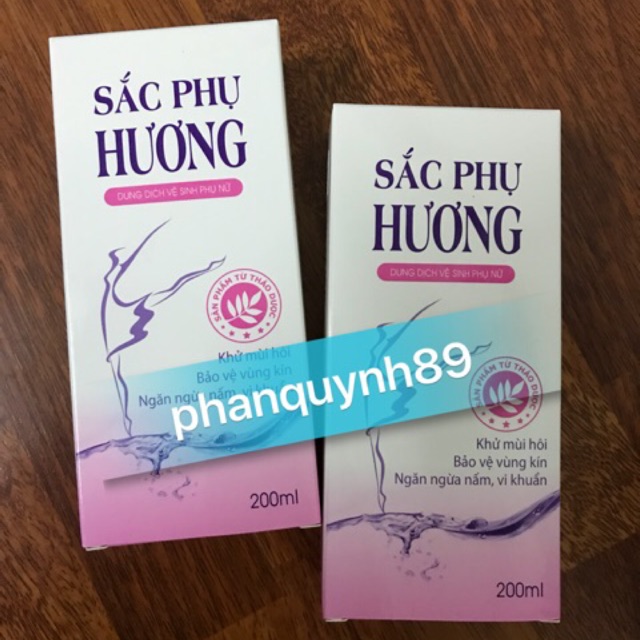 SẮC PHỤ
HƯƠNG
DUNG DỊCH VỆ SINH PHỤ NỮ
SẢN PHẨM TỪ THẢO DƯỢC
Khử mùi hôi
Bảo vệ vùng kín
Ngăn ngừa nấm, vi khuẩn
200ml
SẮC PHỤ
HƯƠNG
DUNG DỊCH VỆ SINH PHỤ NỮ
SẢN PHẨM TỪ THẢO DƯỢC
Khử mùi hôi
Bảo vệ vùng kín
Ngăn ngừa nấm, vi khuẩn
200ml
phanquynh89